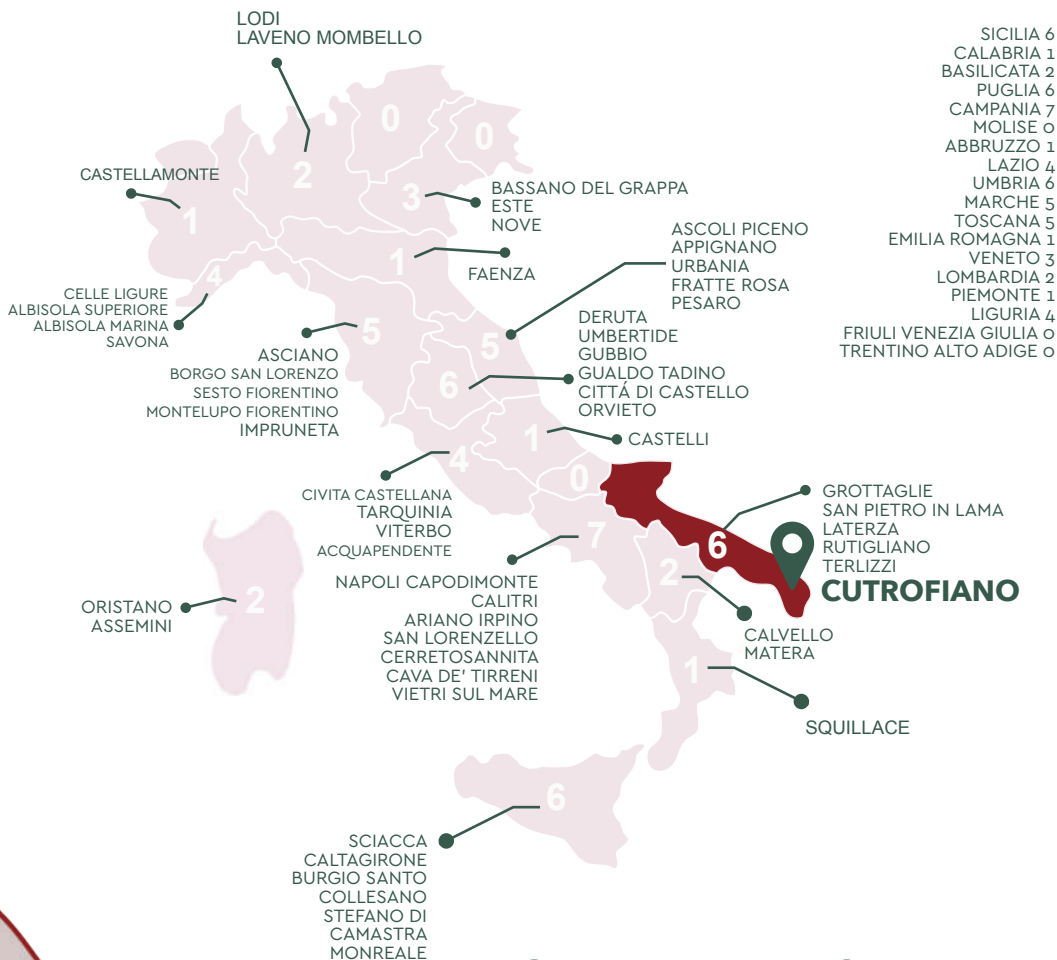 LODI
LAVENO MOMBELLO
SICILIA 6
CALABRIA 1
BASILICATA 2
PUGLIA 6
CAMPANIA 7
MOLISE 0
ABBRUZZO 1
LAZIO 4
UMBRIA 6
MARCHE 5
TOSCANA 5
EMILIA ROMAGNA 1
VENETO 3
LOMBARDIA 2
PIEMONTE 1
LIGURIA 4
FRIULI VENEZIA GIULIA 0
TRENTINO ALTO ADIGE 0
0
0
2
CASTELLAMONTE
1
3
BASSANO DEL GRAPPA
ESTE
NOVE
1
FAENZA
ASCOLI PICENO
APPIGNANO
URBANIA
FRATTE ROSA
PESARO
4
CELLE LIGURE
ALBISOLA SUPERIORE
ALBISOLA MARINA
SAVONA
5
ASCIANO
BORGO SAN LORENZO
SESTO FIORENTINO
MONTELUPO FIORENTINO
IMPRUNETA
5
DERUTA
UMBERTIDE
GUBBIO
GUALDO TADINO
CITTÁ DI CASTELLO
ORVIETO
6
1
CASTELLI
4
CIVITA CASTELLANA
TARQUINIA
VITERBO
ACQUAPENDENTE
0
GROTTAGLIE
SAN PIETRO IN LAMA
LATERZA
RUTIGLIANO
TERLIZZI
CUTROFIANO
6
7
NAPOLI CAPODIMONTE
CALITRI
ARIANO IRPINO
SAN LORENZELLO
CERRETOSANNITA
CAVA DE' TIRRENI
VIETRI SUL MARE
2
CALVELLO
MATERA
2
ORISTANO
ASSEMINI
1
SQUILLACE
6
SCIACCA
CALTAGIRONE
BURGIO SANTO
COLLESANO
STEFANO DI
CAMASTRA
MONREALE